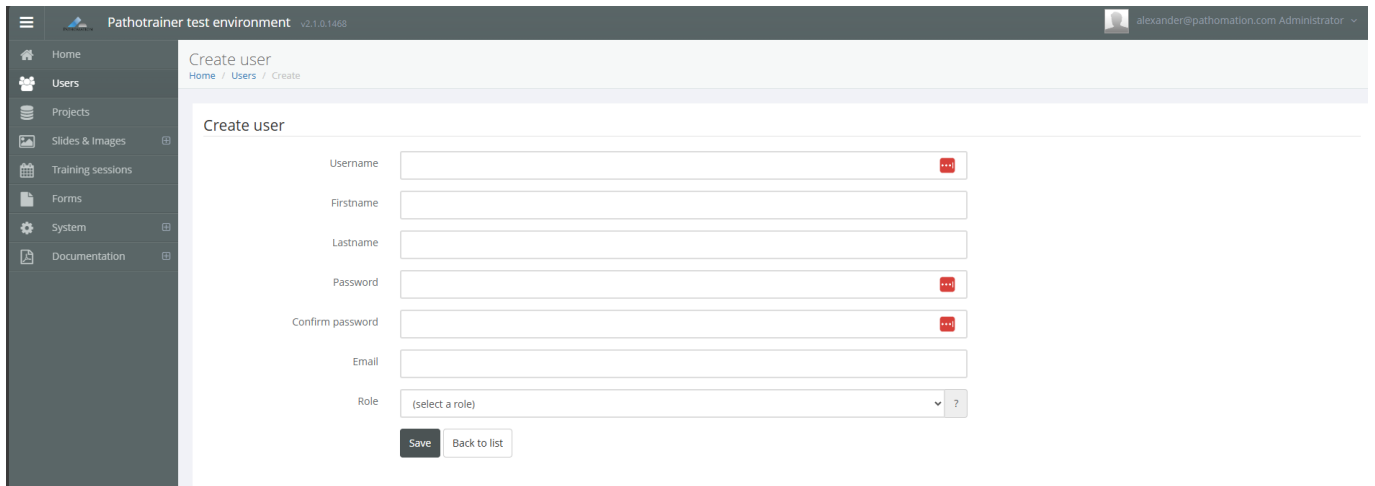 Pathotrainer test environment v2.1.0.1468
alexander@pathomation.com Administrator
Home
Users
Projects
Slides & Images
Training sessions
Forms
System
Documentation
Create user
Home / Users / Create
Create user
Username
Firstname
Lastname
Password
Confirm password
Email
Role
(select a role)
?
Save
Back to list